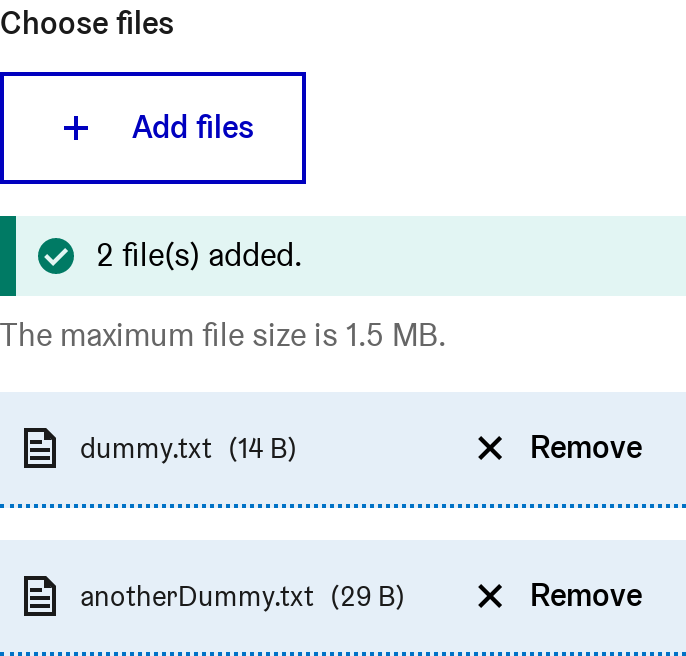 Choose files
Add files
2 file(s) added.
The maximum file size is 1.5 MB.
dummy.txt (14 B) Remove
anotherDummy.txt (29 B) Remove